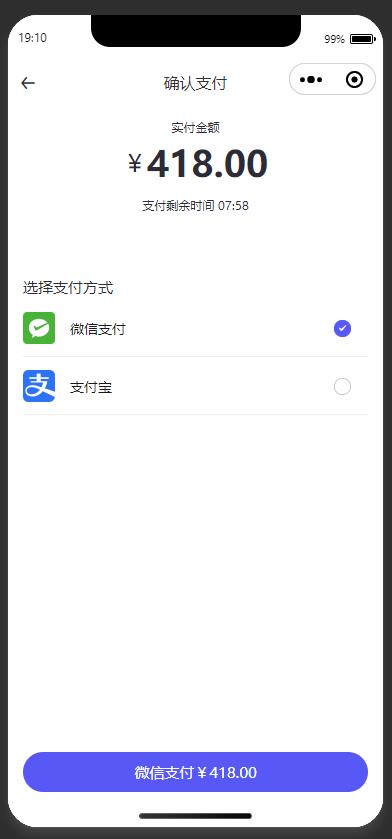 19:10
99%
确认支付
实付金额
¥418.00
支付剩余时间 07:58
选择支付方式
微信支付
支
支付宝
微信支付¥418.00